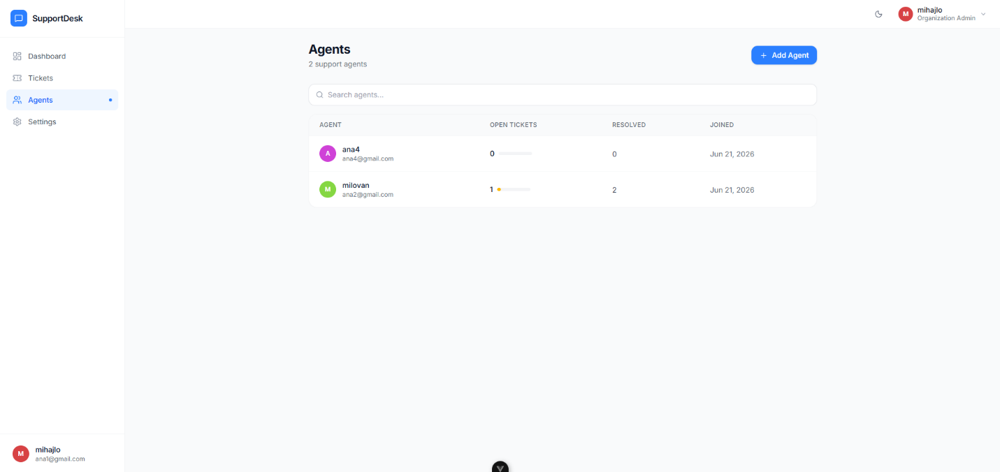 SupportDesk
M mihajlo
Organization Admin
Dashboard
Tickets
Agents
Settings
Agents
2 support agents
+ Add Agent
Search agents...
AGENT OPEN TICKETS RESOLVED JOINED
A ana4 0 0 Jun 21, 2026
ana4@gmail.com
M milovan 1 2 Jun 21, 2026
ana2@gmail.com
M mihajlo
ana1@gmail.com